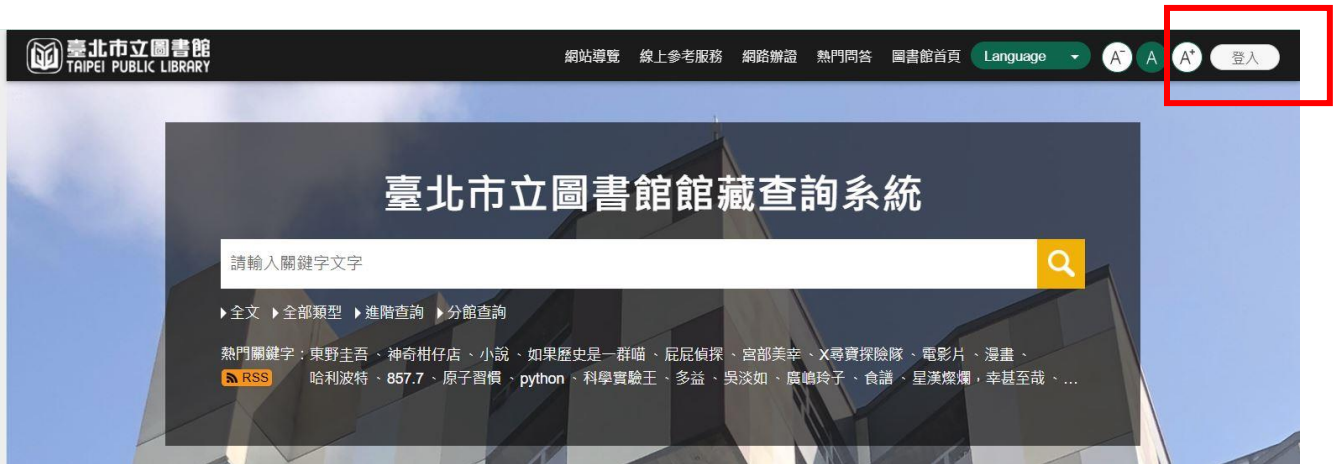 臺北市立圖書館
TAIPEI PUBLIC LIBRARY
網站導覽 線上參考服務 網路辦證 熱門問答 圖書館首頁 Language A- A A+ 登入
臺北市立圖書館館藏查詢系統
請輸入關鍵字文字
全文 全部類型 進階查詢 分館查詢
熱門關鍵字：東野圭吾、神奇柑仔店、小説、如果歷史是一群喵、屁屁偵探、宮部美幸、X尋寶探險隊、電影片、漫畫、
RSS 哈利波特、857.7、原子習慣、python、科學實驗王、多益、吳淡如、廣嶋玲子、食譜、星漢燦爛，幸甚至哉、...